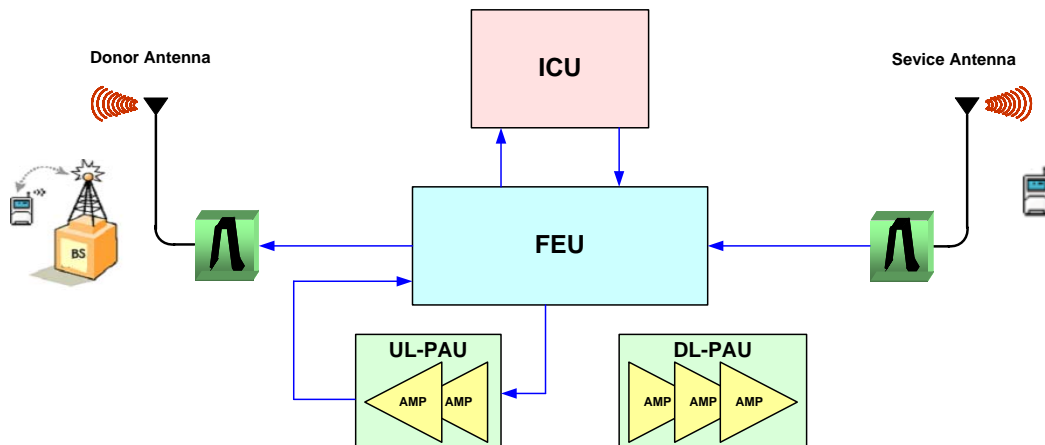 Donor Antenna
ICU
Sevice Antenna
BS
FEU
UL-PAU
AMP
AMP
DL-PAU
AMP
AMP
AMP